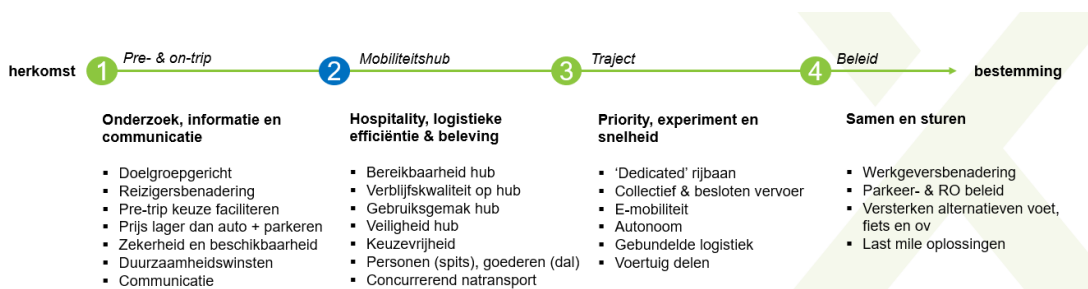 herkomst
1
Pre- & on-trip
2
Mobiliteitshub
3
Traject
4
Beleid
bestemming
Onderzoek, informatie en
communicatie
▪ Doelgroepgericht
▪ Reizigersbenadering
▪ Pre-trip keuze faciliteren
▪ Prijs lager dan auto + parkeren
▪ Zekerheid en beschikbaarheid
▪ Duurzaamheidswinsten
▪ Communicatie
Hospitality, logistieke
efficiëntie & beleving
▪ Bereikbaarheid hub
▪ Verblijfskwaliteit op hub
▪ Gebruiksgemak hub
▪ Veiligheid hub
▪ Keuzevrijheid
▪ Personen (spits), goederen (dal)
▪ Concurrerend natransport
Priority, experiment en
snelheid
▪ ‘Dedicated’ rijbaan
▪ Collectief & besloten vervoer
▪ E-mobiliteit
▪ Autonoom
▪ Gebundelde logistiek
▪ Voertuig delen
Samen en sturen
▪ Werkgeversbenadering
▪ Parkeer- & RO beleid
▪ Versterken alternatieven voet,
fiets en ov
▪ Last mile oplossingen